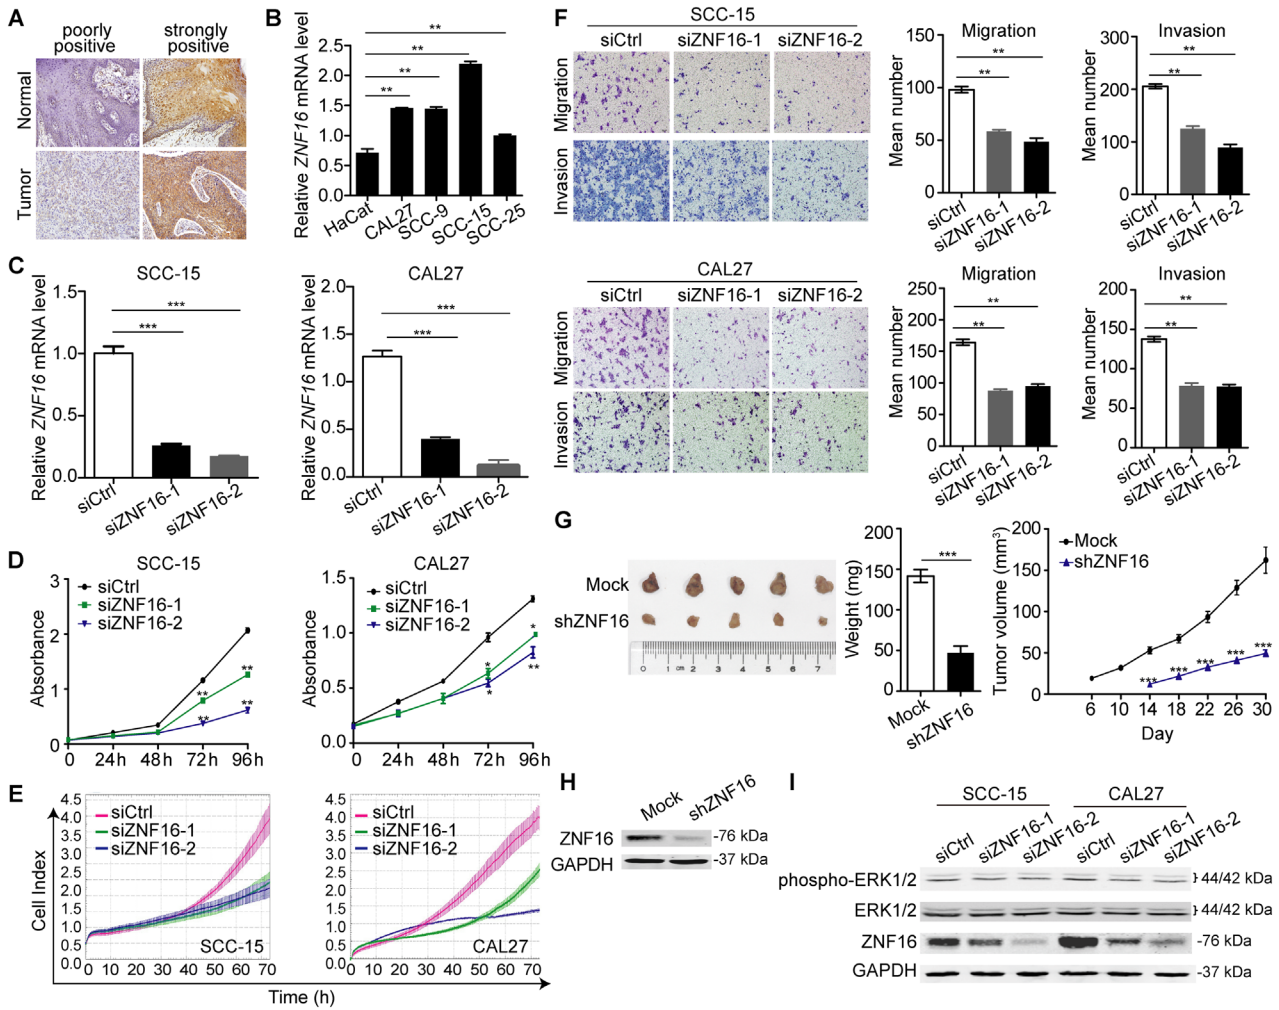 A
poorly positive
strongly positive
Normal
Tumor
B
Relative ZNF16 mRNA level
2.5
2.0
1.5
1.0
0.5
0.0
**
**
**
**
HaCat
CAL27
SCC-9
SCC-15
SCC-25
C
SCC-15
Relative ZNF16 mRNA level
1.5
1.0
0.5
0.0
***
***
siCtrl
siZNF16-1
siZNF16-2
CAL27
Relative ZNF16 mRNA level
2.0
1.5
1.0
0.5
0.0
***
***
siCtrl
siZNF16-1
siZNF16-2
D
SCC-15
Absorbance
3
2
1
0
siCtrl
siZNF16-1
siZNF16-2
**
**
**
**
0 24h 48h 72h 96h
CAL27
Absorbance
1.5
1.0
0.5
0.0
siCtrl
siZNF16-1
siZNF16-2
*
*
*
**
0 24h 48h 72h 96h
E
Cell Index
4.5
4.0
3.5
3.0
2.5
2.0
1.5
1.0
0.5
0.0
siCtrl
siZNF16-1
siZNF16-2
SCC-15
0 10 20 30 40 50 60 70
4.5
4.0
3.5
3.0
2.5
2.0
1.5
1.0
0.5
0.0
siCtrl
siZNF16-1
siZNF16-2
CAL27
0 10 20 30 40 50 60 70
Time (h)
F
SCC-15
siCtrl siZNF16-1 siZNF16-2
Migration
Invasion
Migration
Mean number
150
100
50
0
**
**
siCtrl
siZNF16-1
siZNF16-2
Invasion
Mean number
300
200
100
0
**
**
siCtrl
siZNF16-1
siZNF16-2
CAL27
siCtrl siZNF16-1 siZNF16-2
Migration
Invasion
Migration
Mean number
250
200
150
100
50
0
**
**
siCtrl
siZNF16-1
siZNF16-2
Invasion
Mean number
200
150
100
50
0
**
**
siCtrl
siZNF16-1
siZNF16-2
G
Mock
shZNF16
0 1 cm 2 3 4 5 6 7
Weight (mg)
200
150
100
50
0
***
Mock
shZNF16
Tumor volume (mm³)
200
150
100
50
0
Mock
shZNF16
***
***
***
***
***
6 10 14 18 22 26 30
Day
H
Mock shZNF16
ZNF16 -76 kDa
GAPDH -37 kDa
I
SCC-15 CAL27
siCtrl siZNF16-1 siZNF16-2 siCtrl siZNF16-1 siZNF16-2
phospho-ERK1/2 } 44/42 kDa
ERK1/2 } 44/42 kDa
ZNF16 -76 kDa
GAPDH -37 kDa